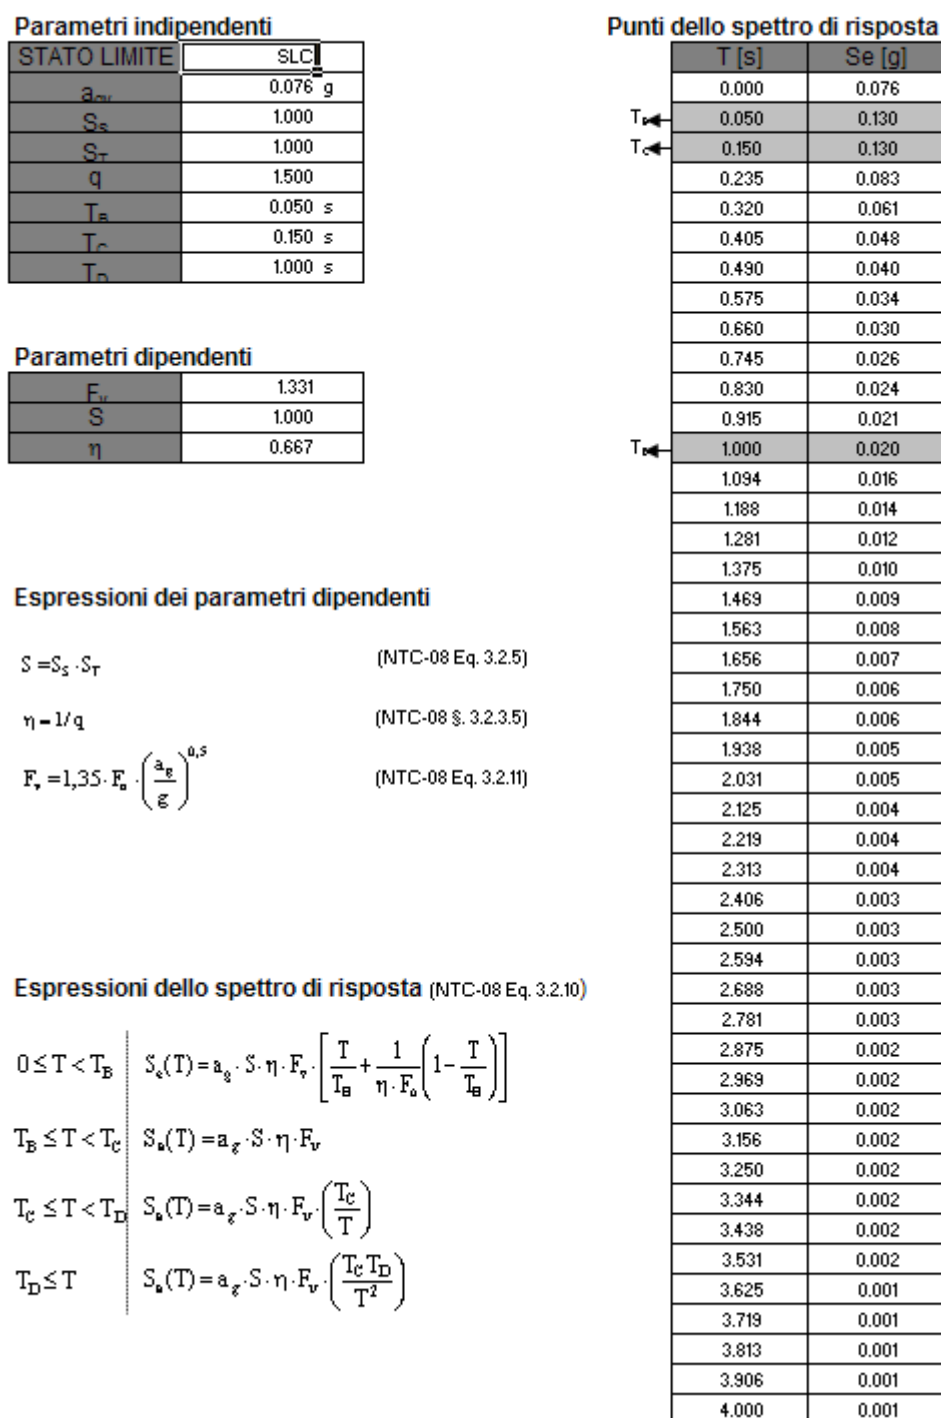 Parametri indipendenti
STATO LIMITE SLC
a_gv 0.076 g
S_S 1.000
S_T 1.000
q 1.500
T_B 0.050 s
T_C 0.150 s
T_D 1.000 s
Parametri dipendenti
F_v 1.331
S 1.000
η 0.667
Espressioni dei parametri dipendenti
S = S_S · S_T (NTC-08 Eq. 3.2.5)
η = 1/q (NTC-08 §. 3.2.3.5)
F_v = 1,35 · F_o · (a_g / g)^0,5 (NTC-08 Eq. 3.2.11)
Espressioni dello spettro di risposta (NTC-08 Eq. 3.2.10)
0 ≤ T < T_B S_e(T) = a_g · S · η · F_v · [T/T_B + 1/(η · F_o) (1 − T/T_B)]
T_B ≤ T < T_C S_e(T) = a_g · S · η · F_v
T_C ≤ T < T_D S_e(T) = a_g · S · η · F_v · (T_C / T)
T_D ≤ T S_e(T) = a_g · S · η · F_v · (T_C T_D / T²)
Punti dello spettro di risposta
T [s] Se [g]
0.000 0.076
T_B 0.050 0.130
T_C 0.150 0.130
0.235 0.083
0.320 0.061
0.405 0.048
0.490 0.040
0.575 0.034
0.660 0.030
0.745 0.026
0.830 0.024
0.915 0.021
T_D 1.000 0.020
1.094 0.016
1.188 0.014
1.281 0.012
1.375 0.010
1.469 0.009
1.563 0.008
1.656 0.007
1.750 0.006
1.844 0.006
1.938 0.005
2.031 0.005
2.125 0.004
2.219 0.004
2.313 0.004
2.406 0.003
2.500 0.003
2.594 0.003
2.688 0.003
2.781 0.003
2.875 0.002
2.969 0.002
3.063 0.002
3.156 0.002
3.250 0.002
3.344 0.002
3.438 0.002
3.531 0.002
3.625 0.001
3.719 0.001
3.813 0.001
3.906 0.001
4.000 0.001